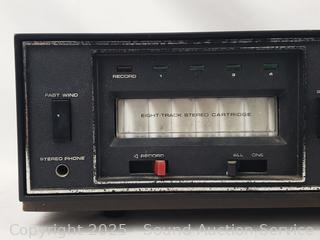 RECORD 1 2 3 4
FAST WIND
EIGHT-TRACK STEREO CARTRIDGE
STEREO PHONE
◁ RECORD
ALL ONE
Copyright 2025 - Sound Auction Service